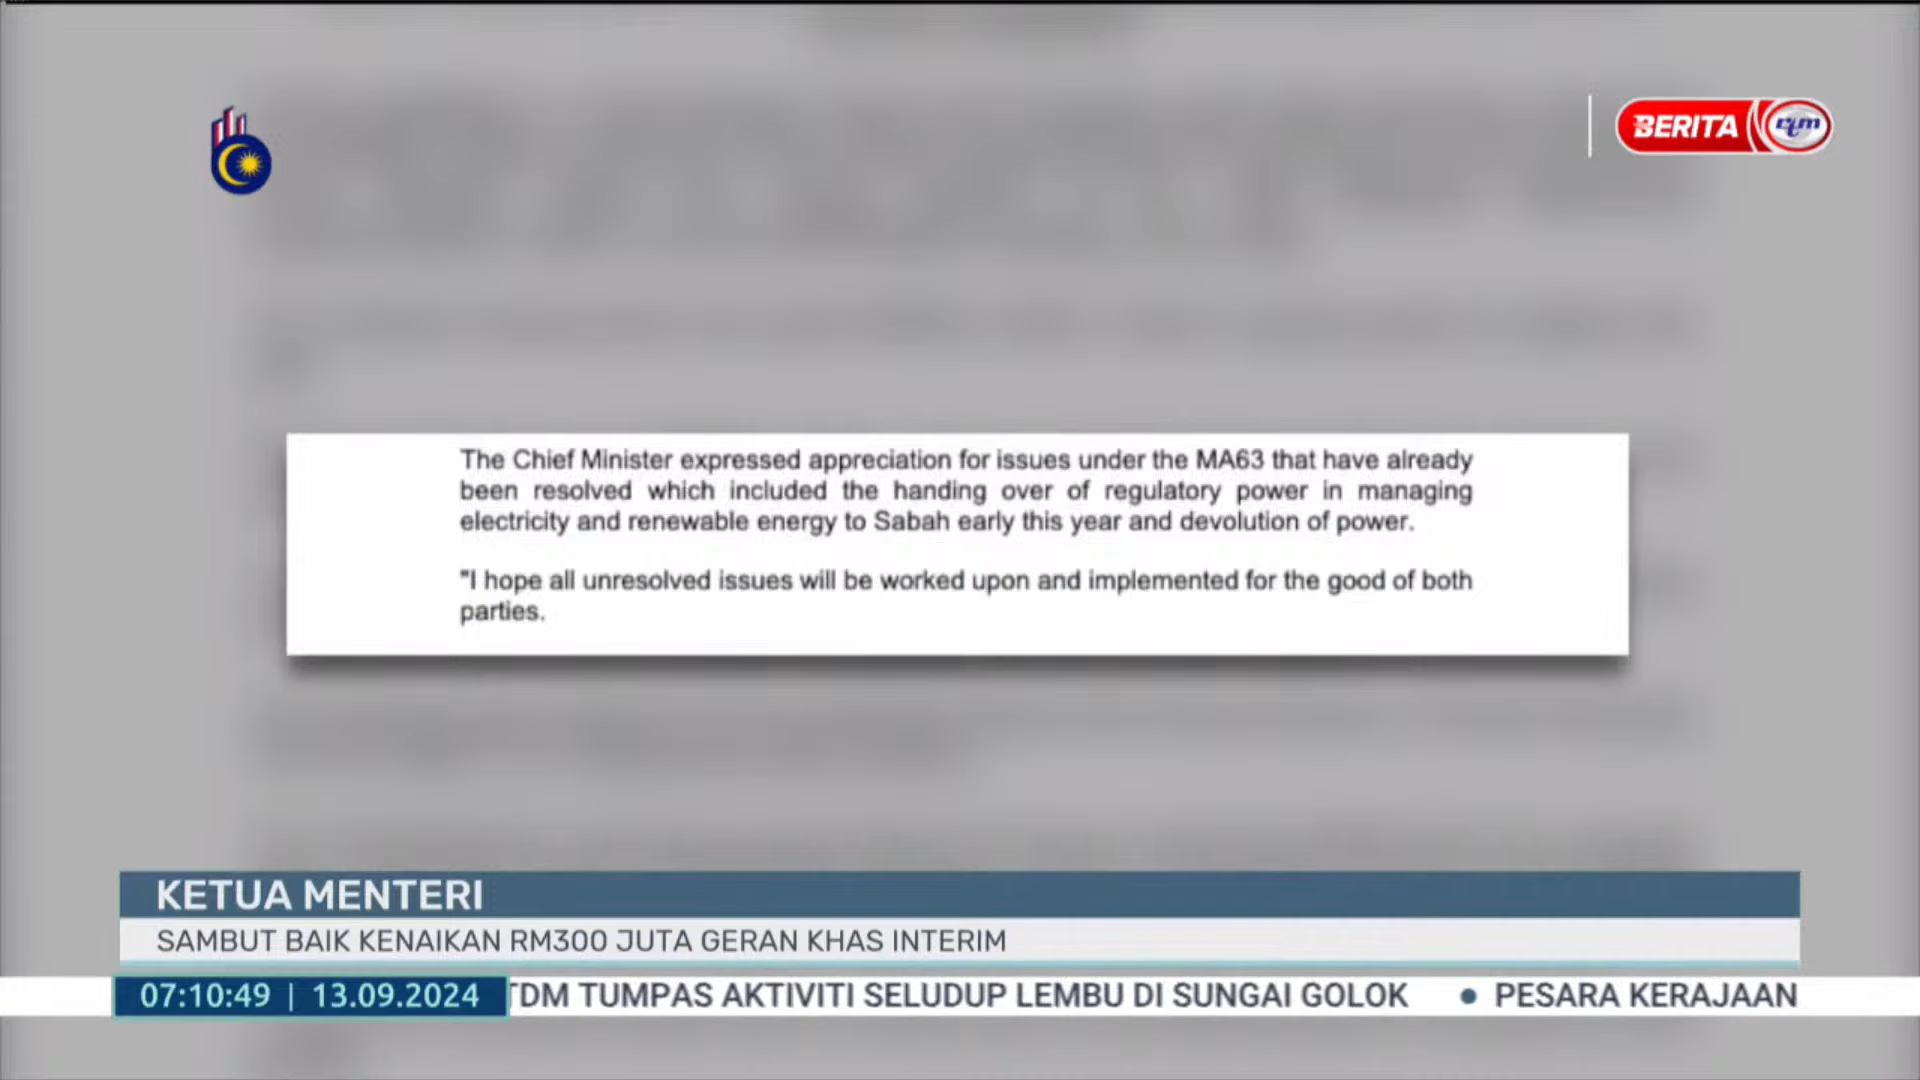 BERITA rtm
The Chief Minister expressed appreciation for issues under the MA63 that have already
been resolved which included the handing over of regulatory power in managing
electricity and renewable energy to Sabah early this year and devolution of power.
"I hope all unresolved issues will be worked upon and implemented for the good of both
parties.
KETUA MENTERI
SAMBUT BAIK KENAIKAN RM300 JUTA GERAN KHAS INTERIM
07:10:49 | 13.09.2024 TDM TUMPAS AKTIVITI SELUDUP LEMBU DI SUNGAI GOLOK • PESARA KERAJAAN